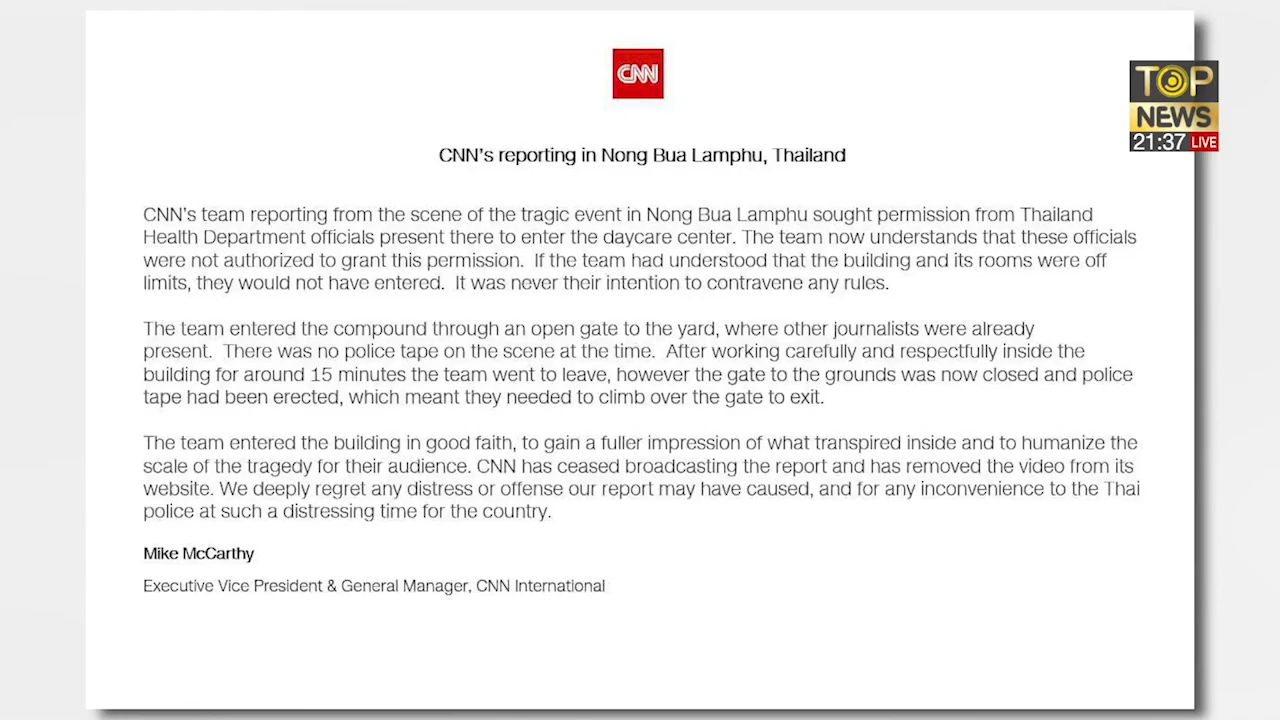 CNN
TOP
NEWS
21:37 LIVE
CNN's reporting in Nong Bua Lamphu, Thailand
CNN's team reporting from the scene of the tragic event in Nong Bua Lamphu sought permission from Thailand
Health Department officials present there to enter the daycare center. The team now understands that these officials
were not authorized to grant this permission.  If the team had understood that the building and its rooms were off
limits, they would not have entered.  It was never their intention to contravene any rules.
The team entered the compound through an open gate to the yard, where other journalists were already
present.  There was no police tape on the scene at the time.  After working carefully and respectfully inside the
building for around 15 minutes the team went to leave, however the gate to the grounds was now closed and police
tape had been erected, which meant they needed to climb over the gate to exit.
The team entered the building in good faith, to gain a fuller impression of what transpired inside and to humanize the
scale of the tragedy for their audience. CNN has ceased broadcasting the report and has removed the video from its
website. We deeply regret any distress or offense our report may have caused, and for any inconvenience to the Thai
police at such a distressing time for the country.
Mike McCarthy
Executive Vice President & General Manager, CNN International